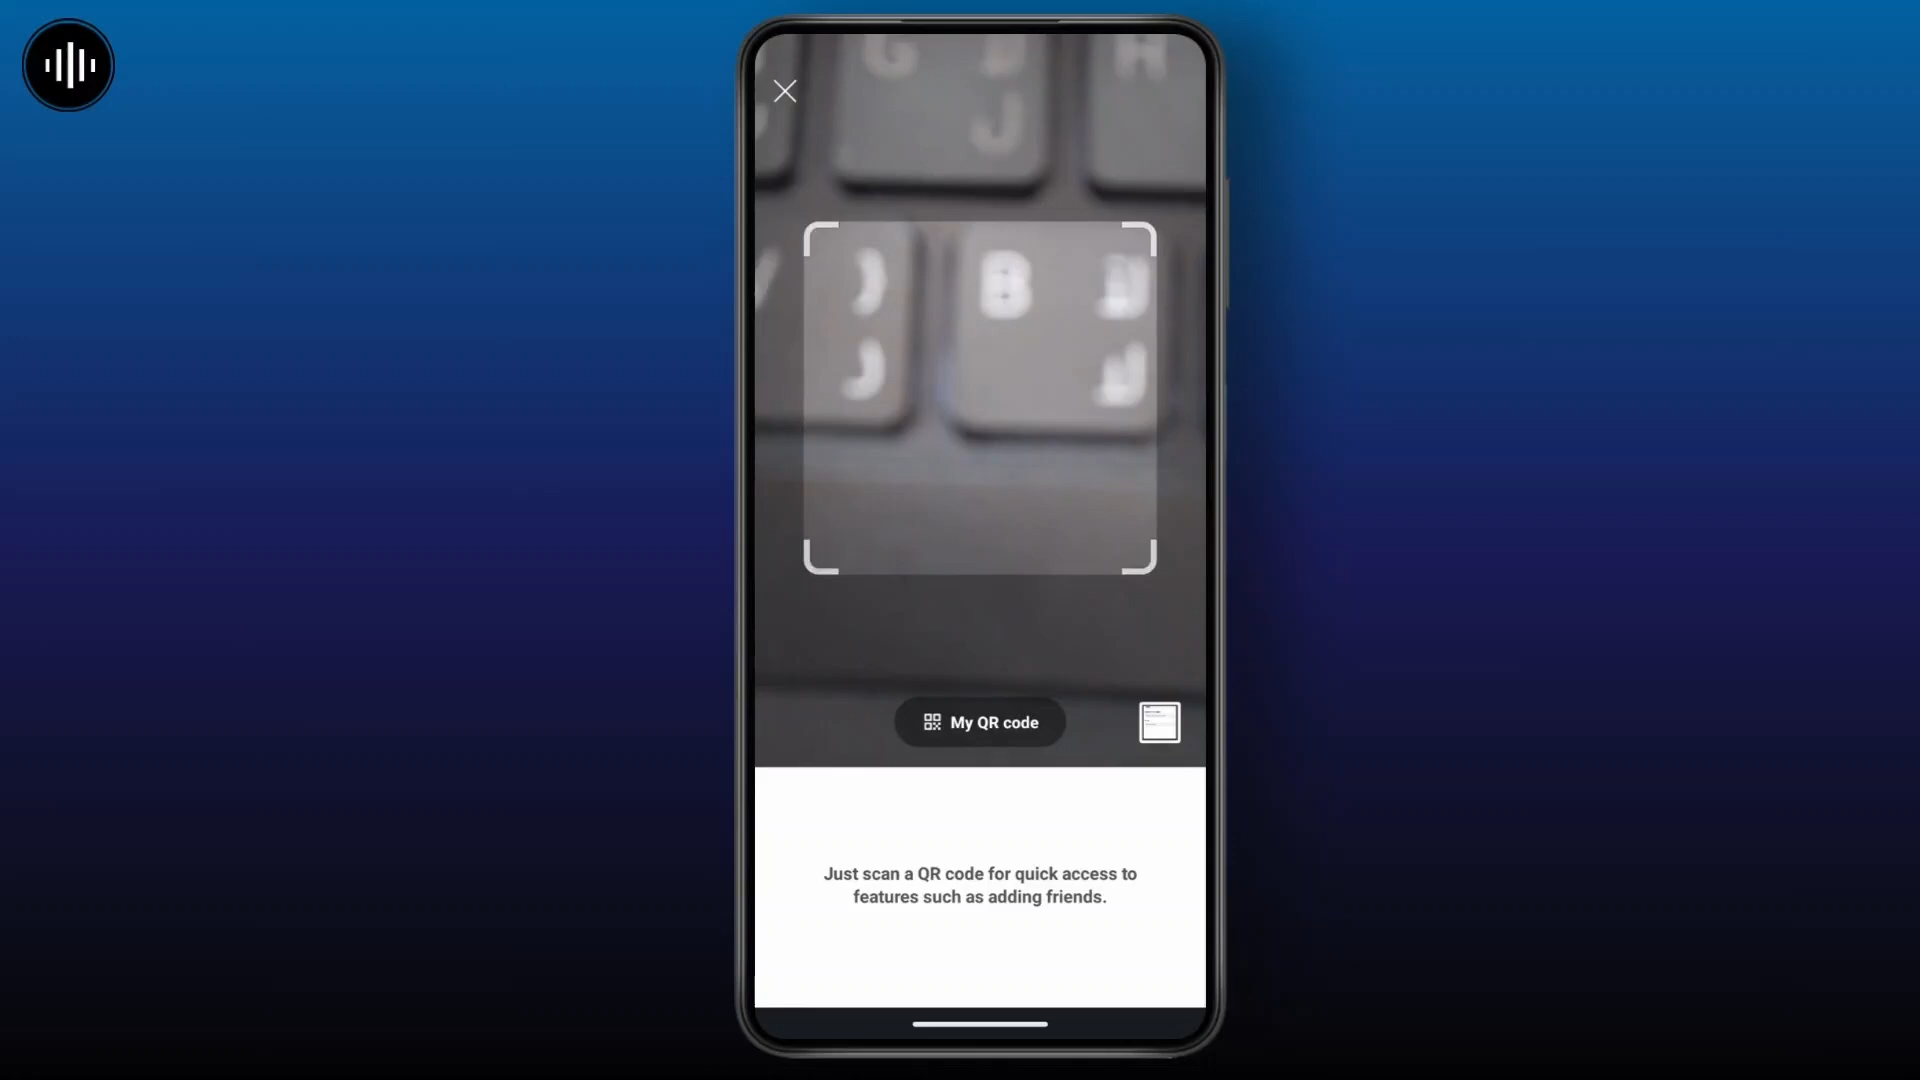 G
H
B
My QR code
Just scan a QR code for quick access to
features such as adding friends.